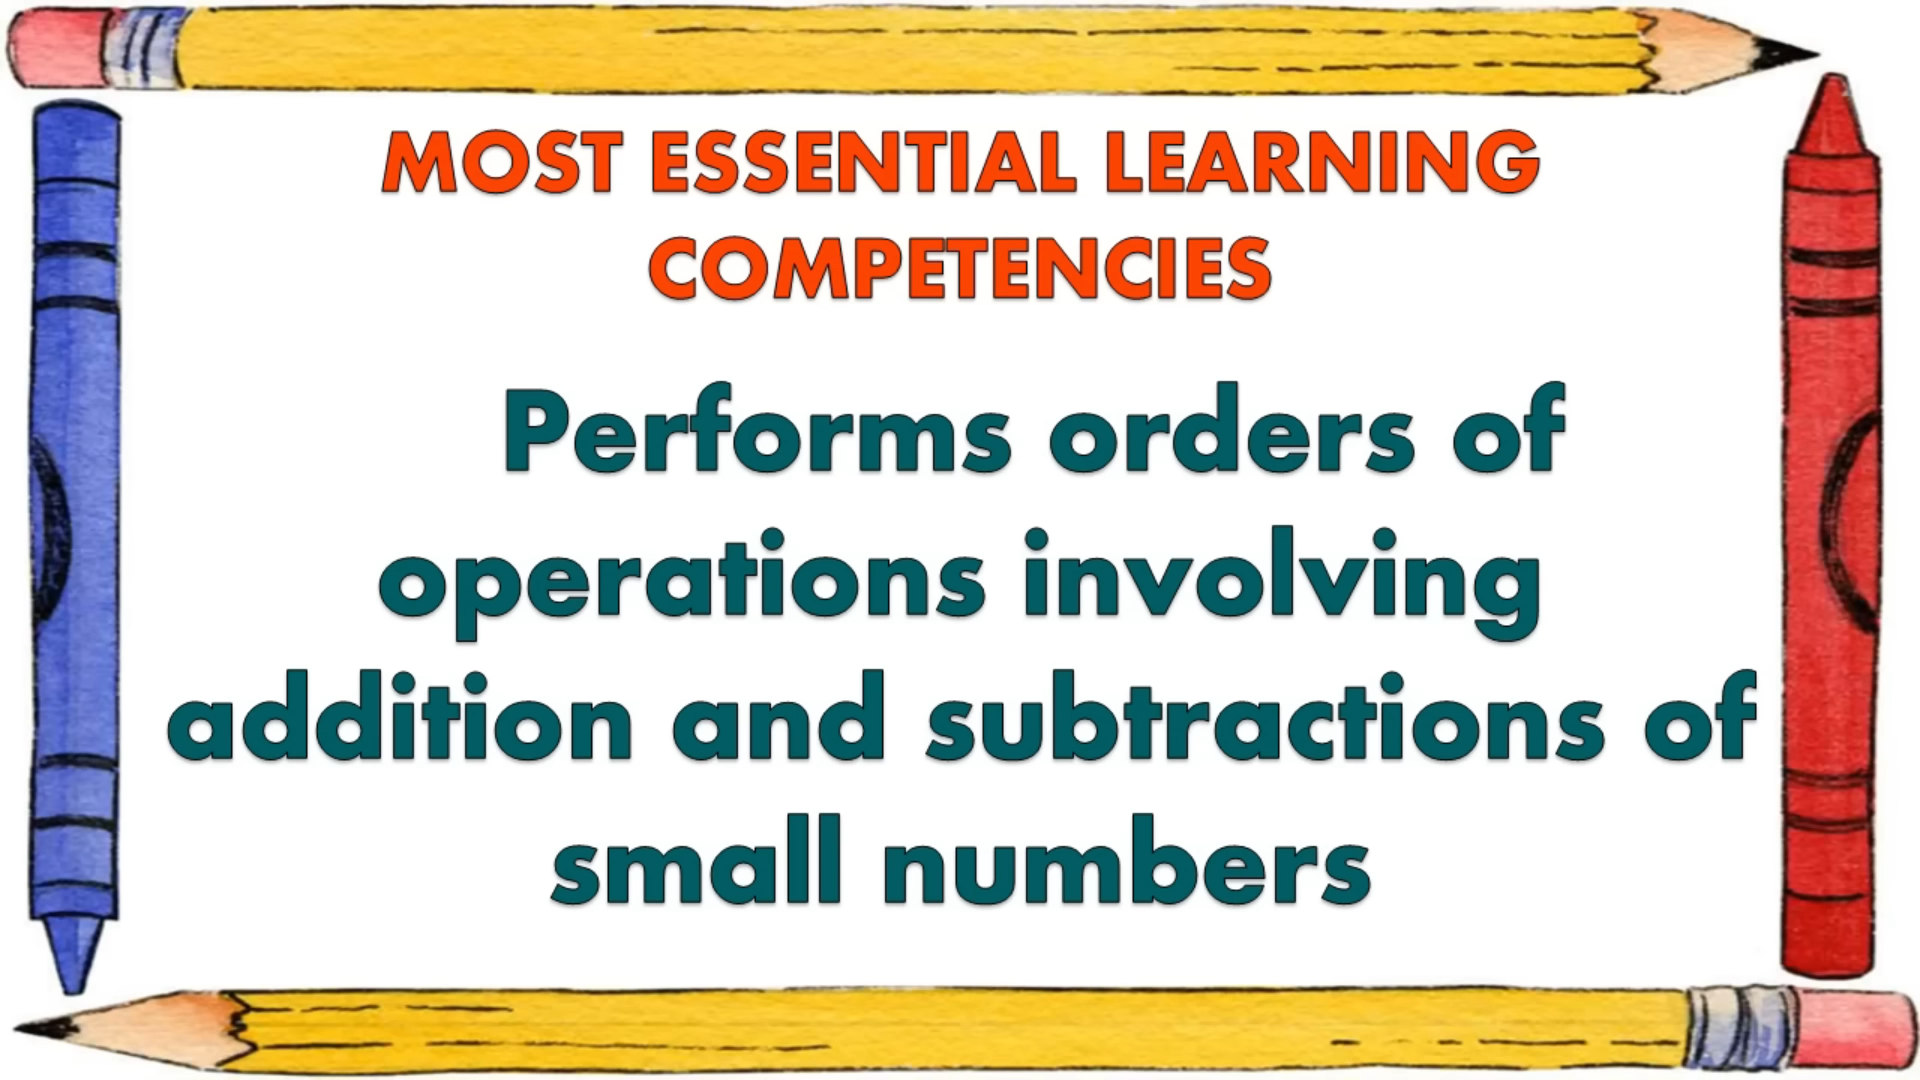 MOST ESSENTIAL LEARNING
COMPETENCIES
Performs orders of
operations involving
addition and subtractions of
small numbers